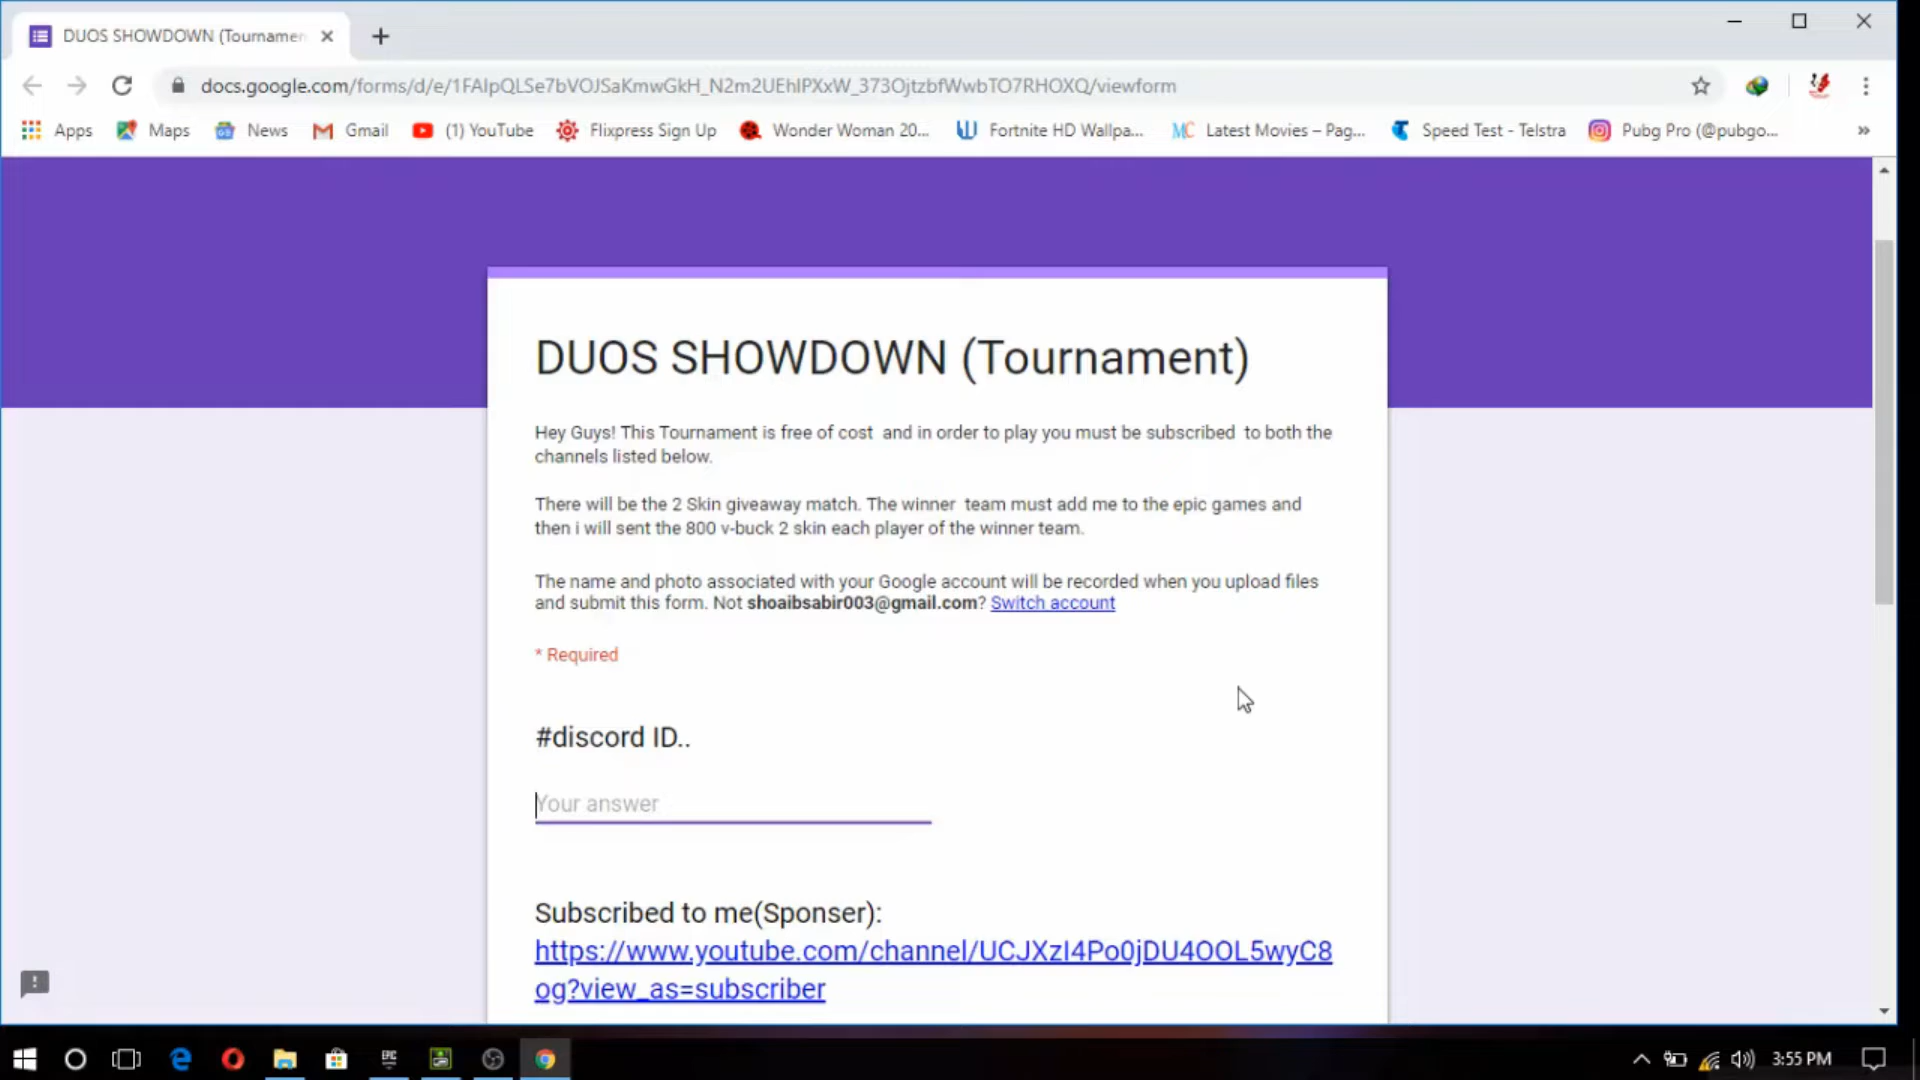 DUOS SHOWDOWN (Tournamen
docs.google.com/forms/d/e/1FAIpQLSe7bVOJSaKmwGkH_N2m2UEhIPXxW_373OjtzbfWwbTO7RHOXQ/viewform
Apps Maps News Gmail (1) YouTube Flixpress Sign Up Wonder Woman 20... Fortnite HD Wallpa... MC Latest Movies – Pag... Speed Test - Telstra Pubg Pro (@pubgo... »
DUOS SHOWDOWN (Tournament)
Hey Guys! This Tournament is free of cost and in order to play you must be subscribed to both the
channels listed below.
There will be the 2 Skin giveaway match. The winner team must add me to the epic games and
then i will sent the 800 v-buck 2 skin each player of the winner team.
The name and photo associated with your Google account will be recorded when you upload files
and submit this form. Not shoaibsabir003@gmail.com? Switch account
* Required
#discord ID..
Your answer
Subscribed to me(Sponser):
https://www.youtube.com/channel/UCJXzI4Po0jDU4OOL5wyC8
og?view_as=subscriber
EPIC
3:55 PM